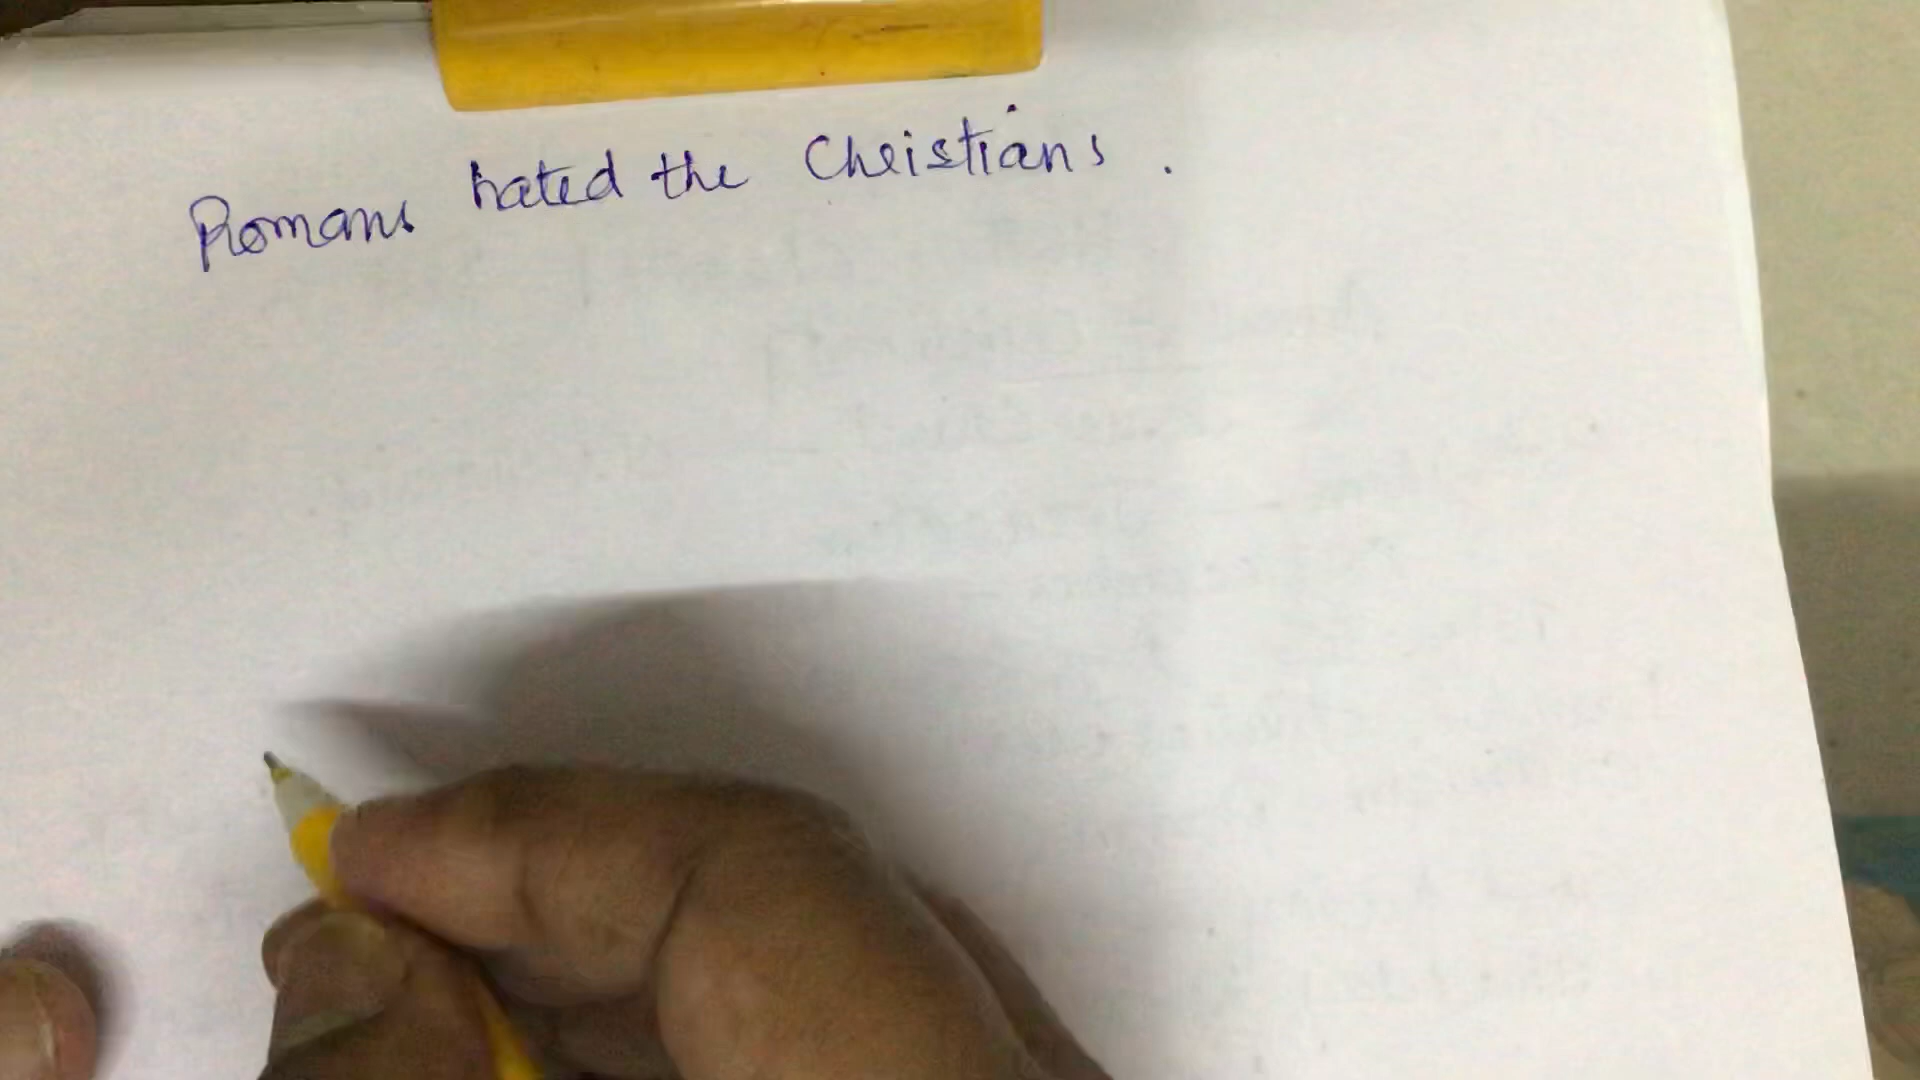 Romans hated the Christians .